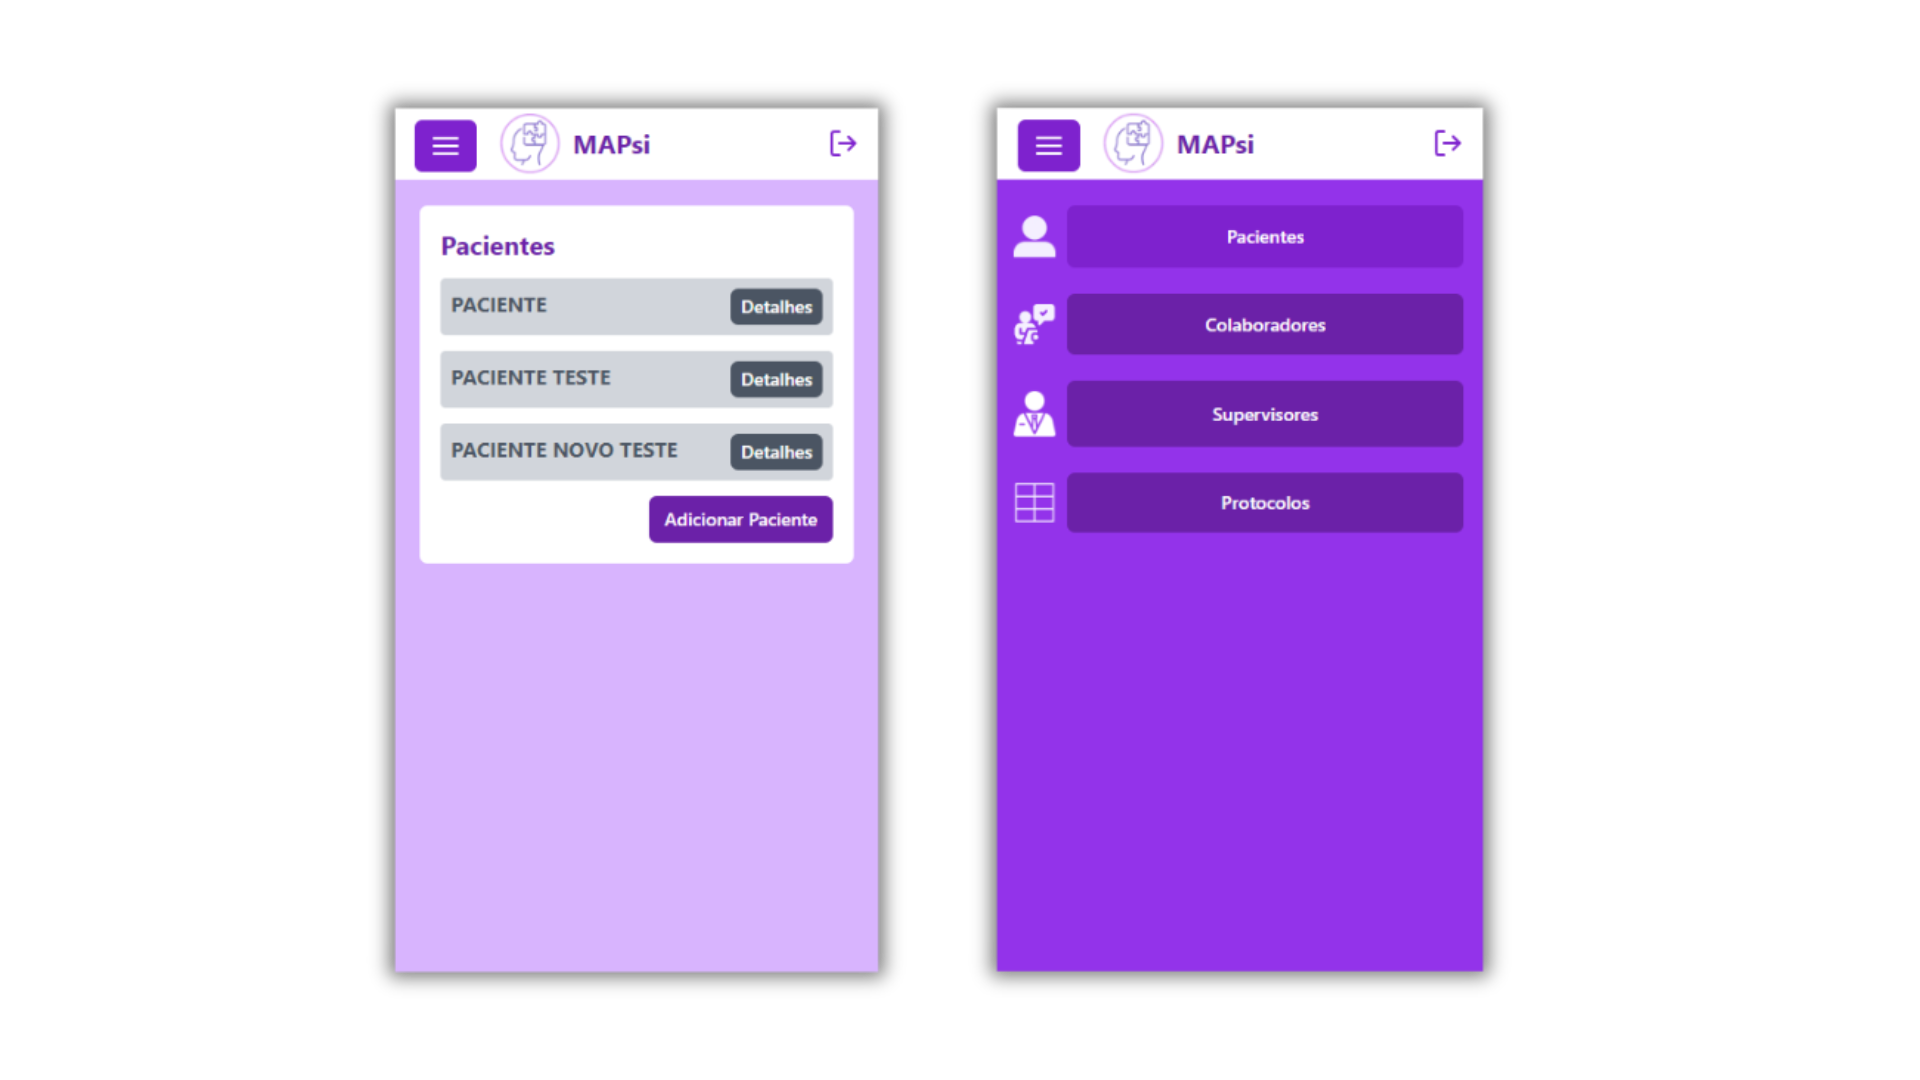 MAPsi
Pacientes
PACIENTE Detalhes
PACIENTE TESTE Detalhes
PACIENTE NOVO TESTE Detalhes
Adicionar Paciente
MAPsi
Pacientes
Colaboradores
Supervisores
Protocolos